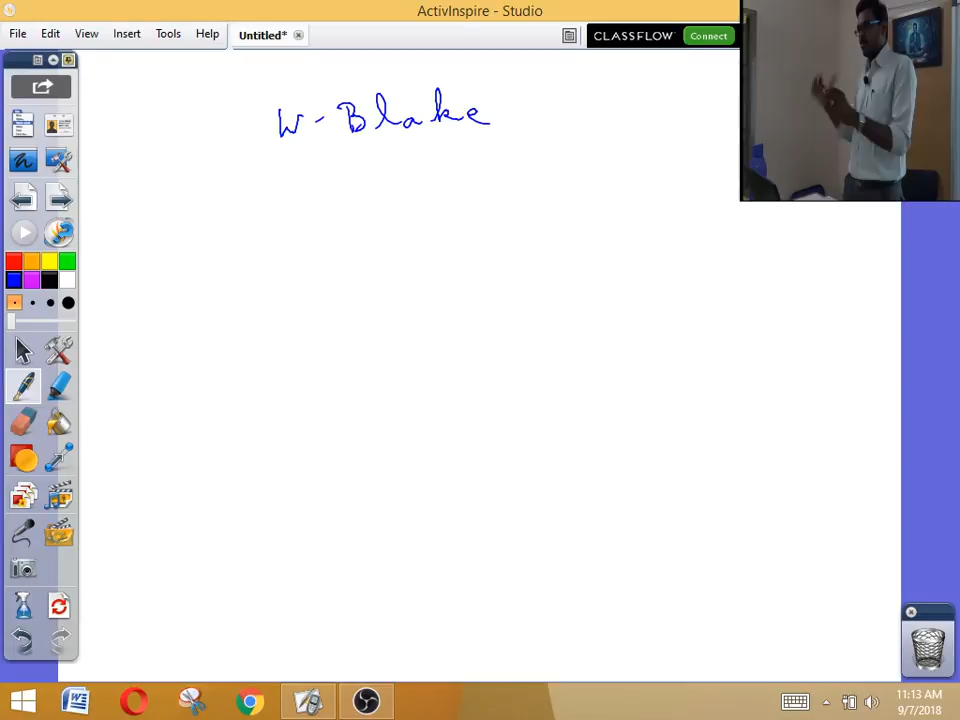 ActivInspire - Studio
File Edit View Insert Tools Help Untitled* CLASSFLOW Connect
W-Blake
11:13 AM
9/7/2018